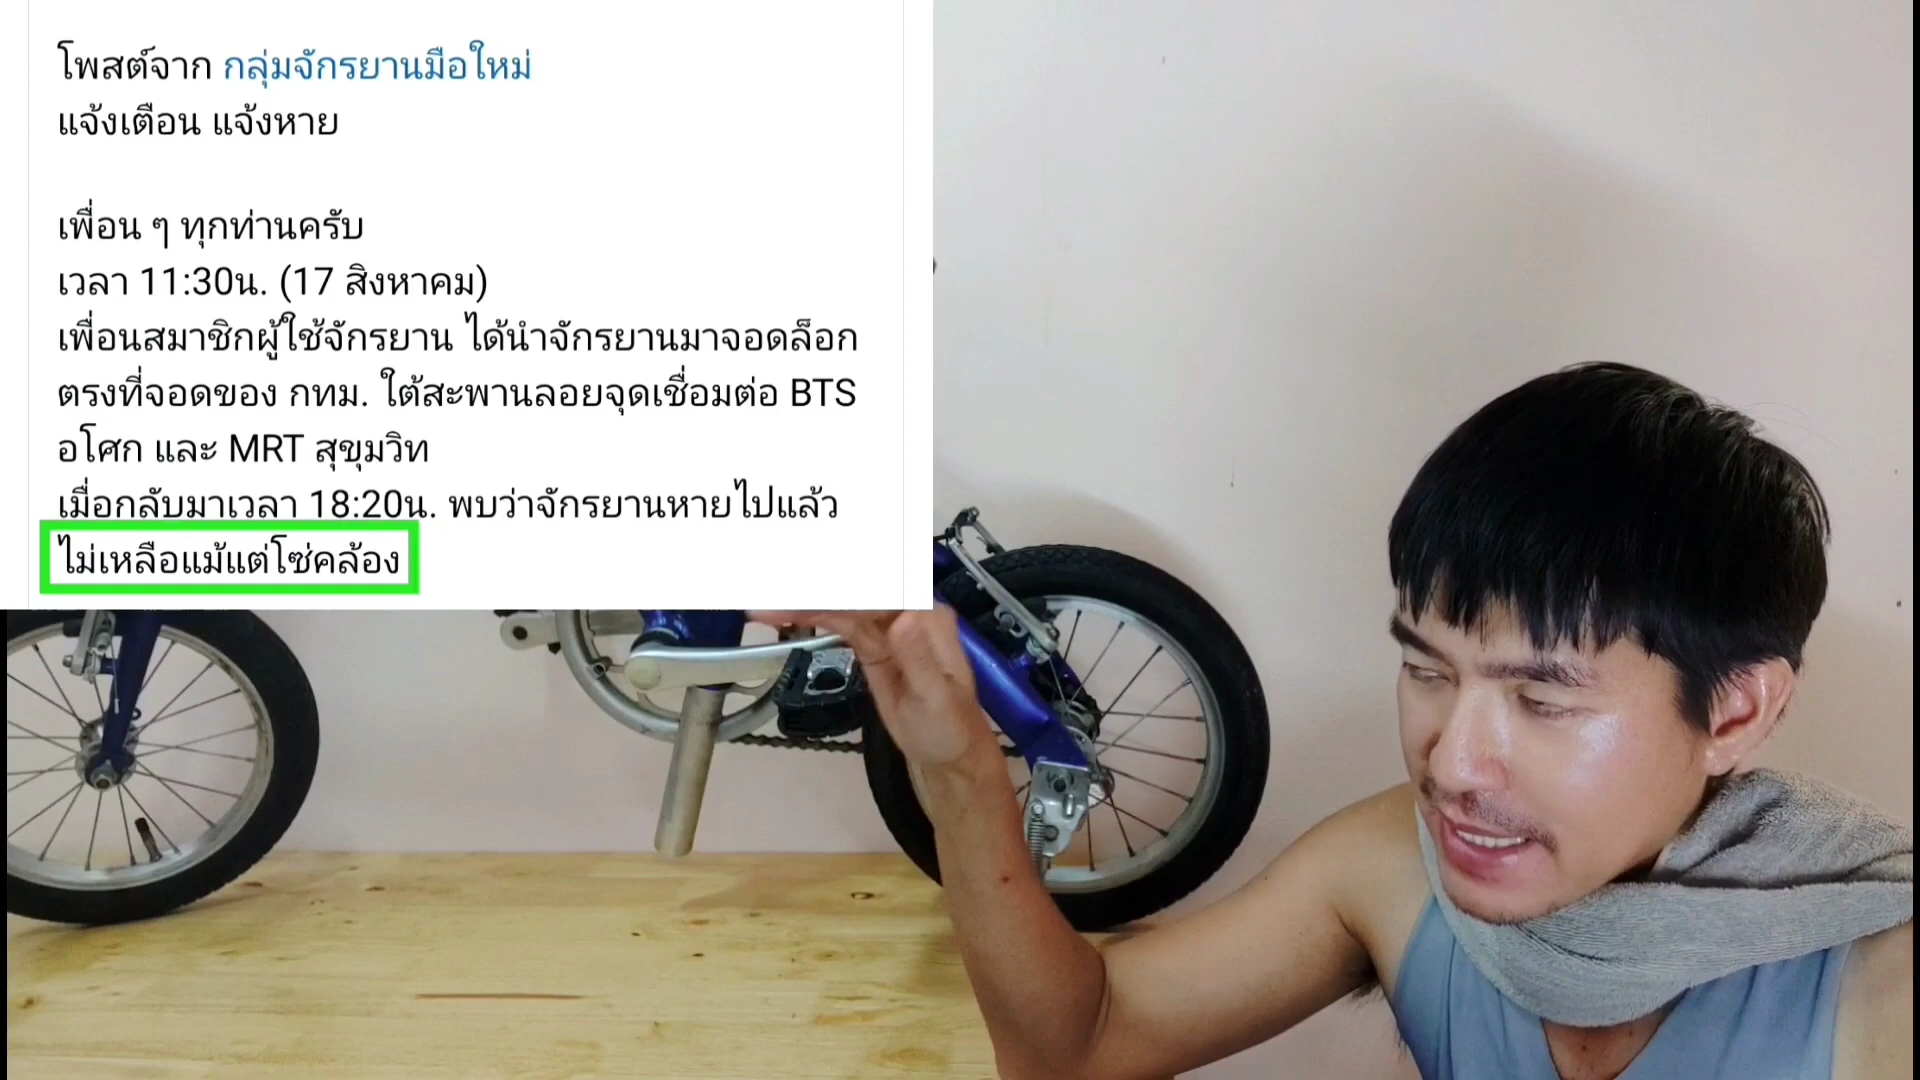 โพสต์จาก กลุ่มจักรยานมือใหม่
แจ้งเตือน แจ้งหาย
เพื่อน ๆ ทุกท่านครับ
เวลา 11:30น. (17 สิงหาคม)
เพื่อนสมาชิกผู้ใช้จักรยาน ได้นำจักรยานมาจอดล็อก
ตรงที่จอดของ กทม. ใต้สะพานลอยจุดเชื่อมต่อ BTS
อโศก และ MRT สุขุมวิท
เมื่อกลับมาเวลา 18:20น. พบว่าจักรยานหายไปแล้ว
ไม่เหลือแม้แต่โซ่คล้อง